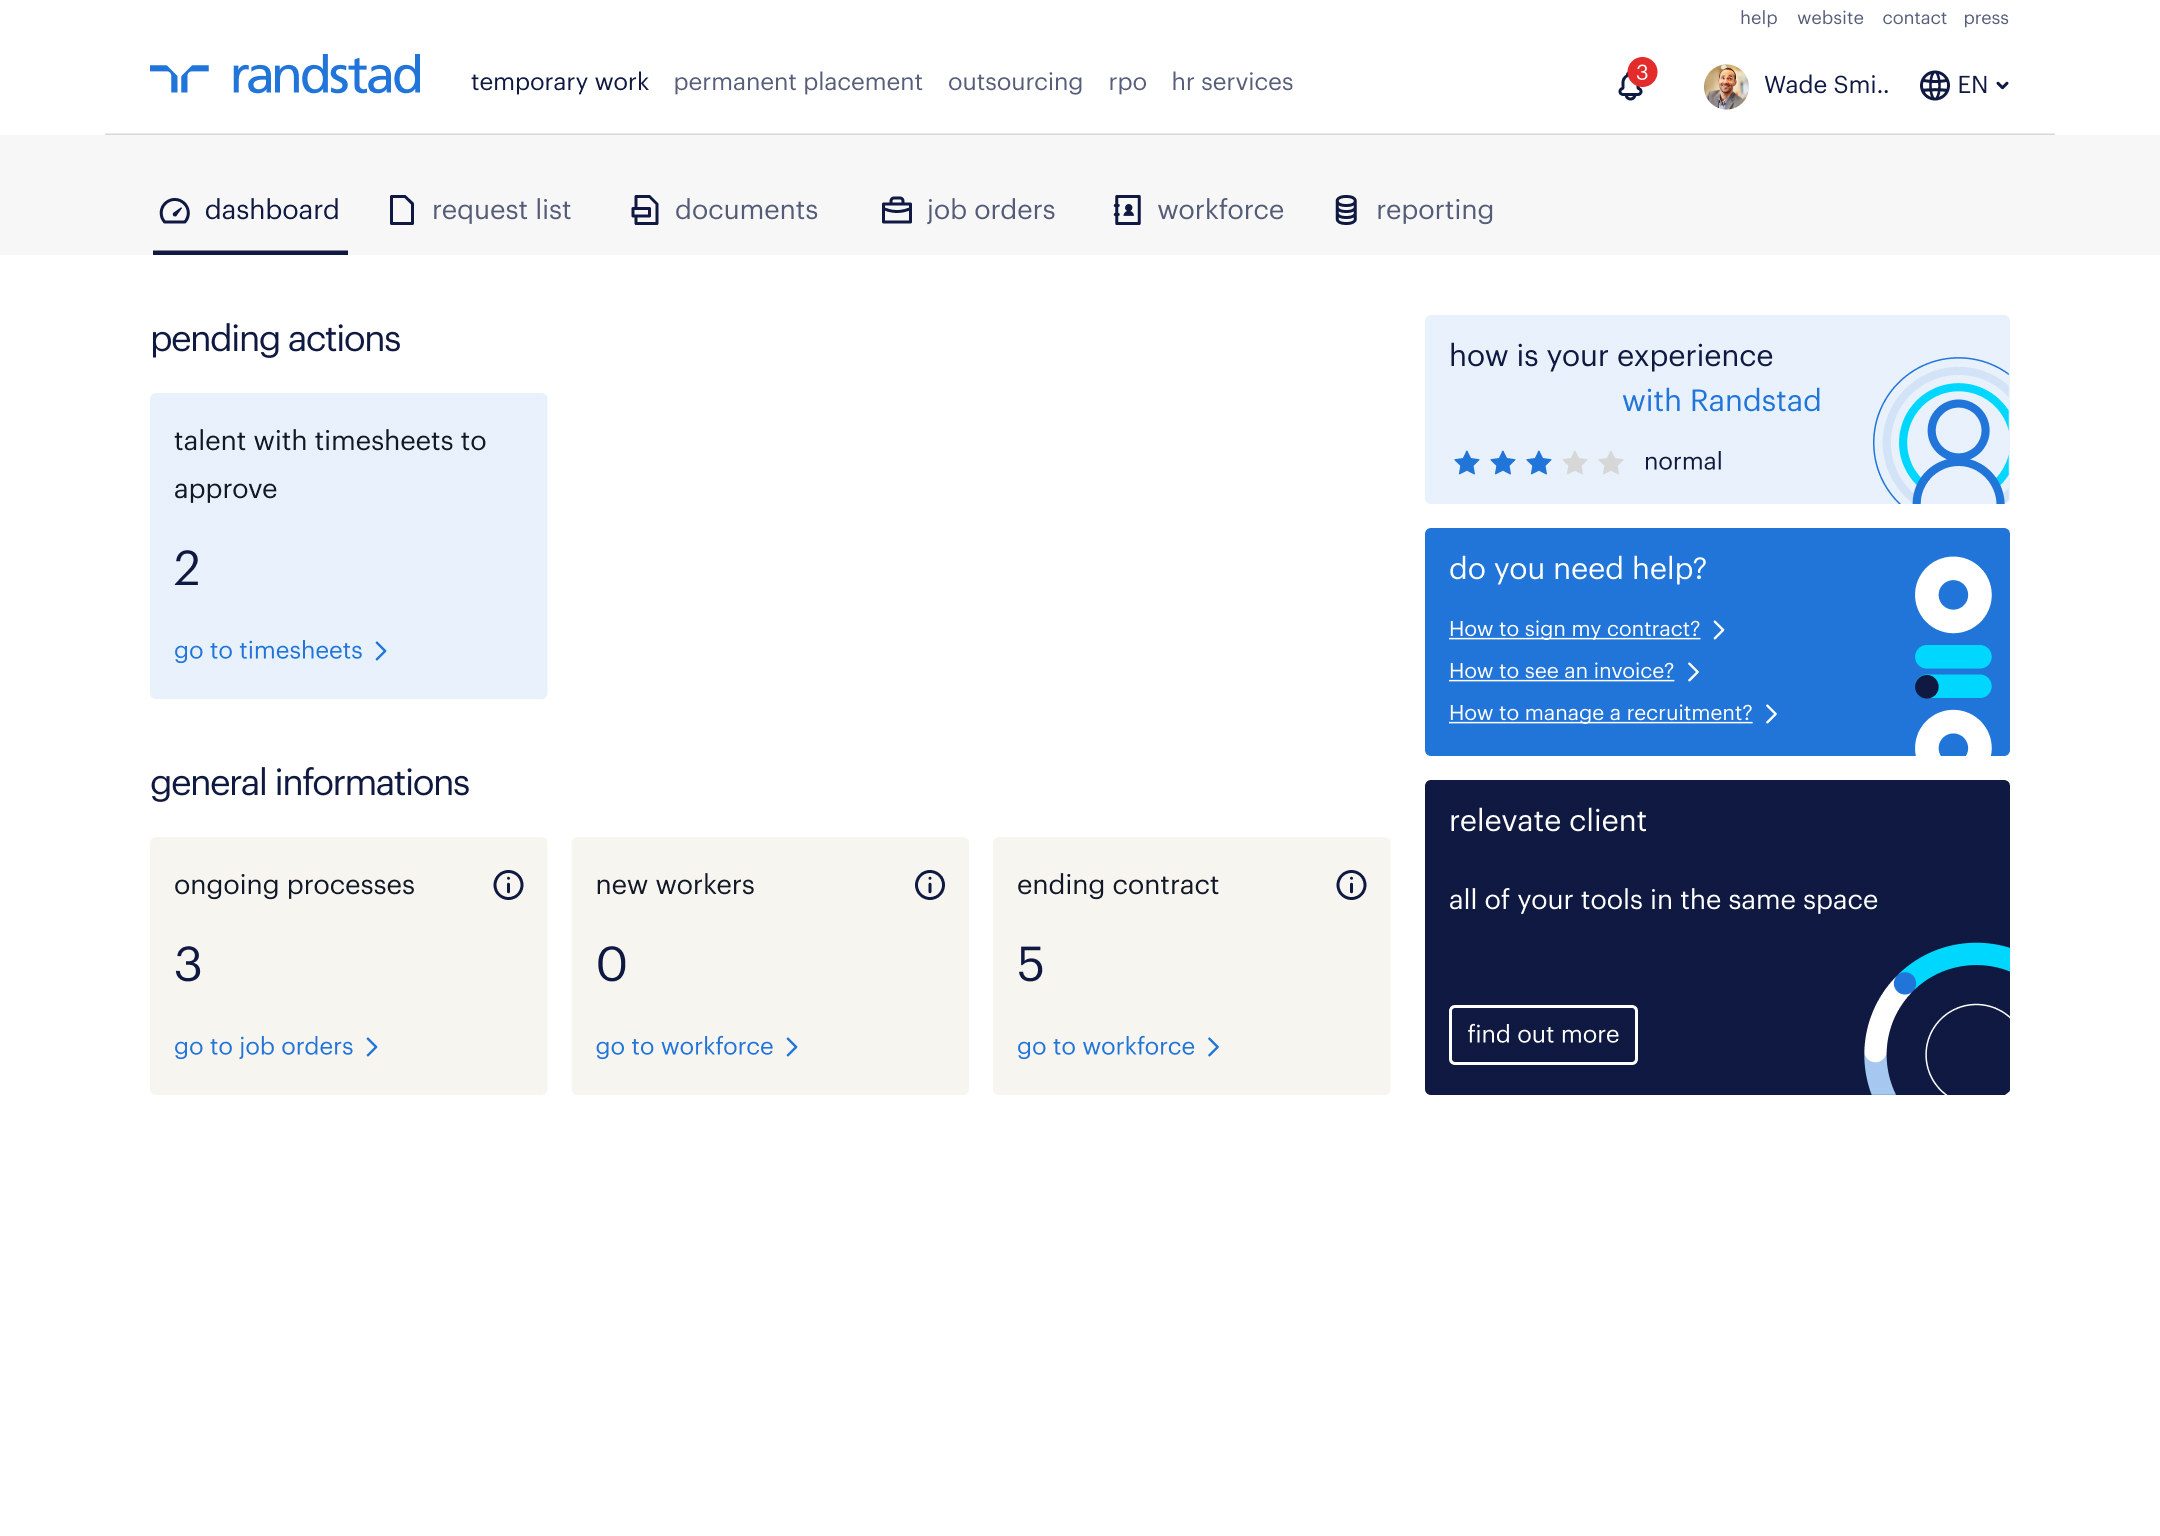 help website contact press
randstad temporary work permanent placement outsourcing rpo hr services
3
Wade Smi.. EN
dashboard request list documents job orders workforce reporting
pending actions
talent with timesheets to
approve
2
go to timesheets
general informations
ongoing processes
3
go to job orders
new workers
0
go to workforce
ending contract
5
go to workforce
how is your experience
with Randstad
normal
do you need help?
How to sign my contract?
How to see an invoice?
How to manage a recruitment?
relevate client
all of your tools in the same space
find out more